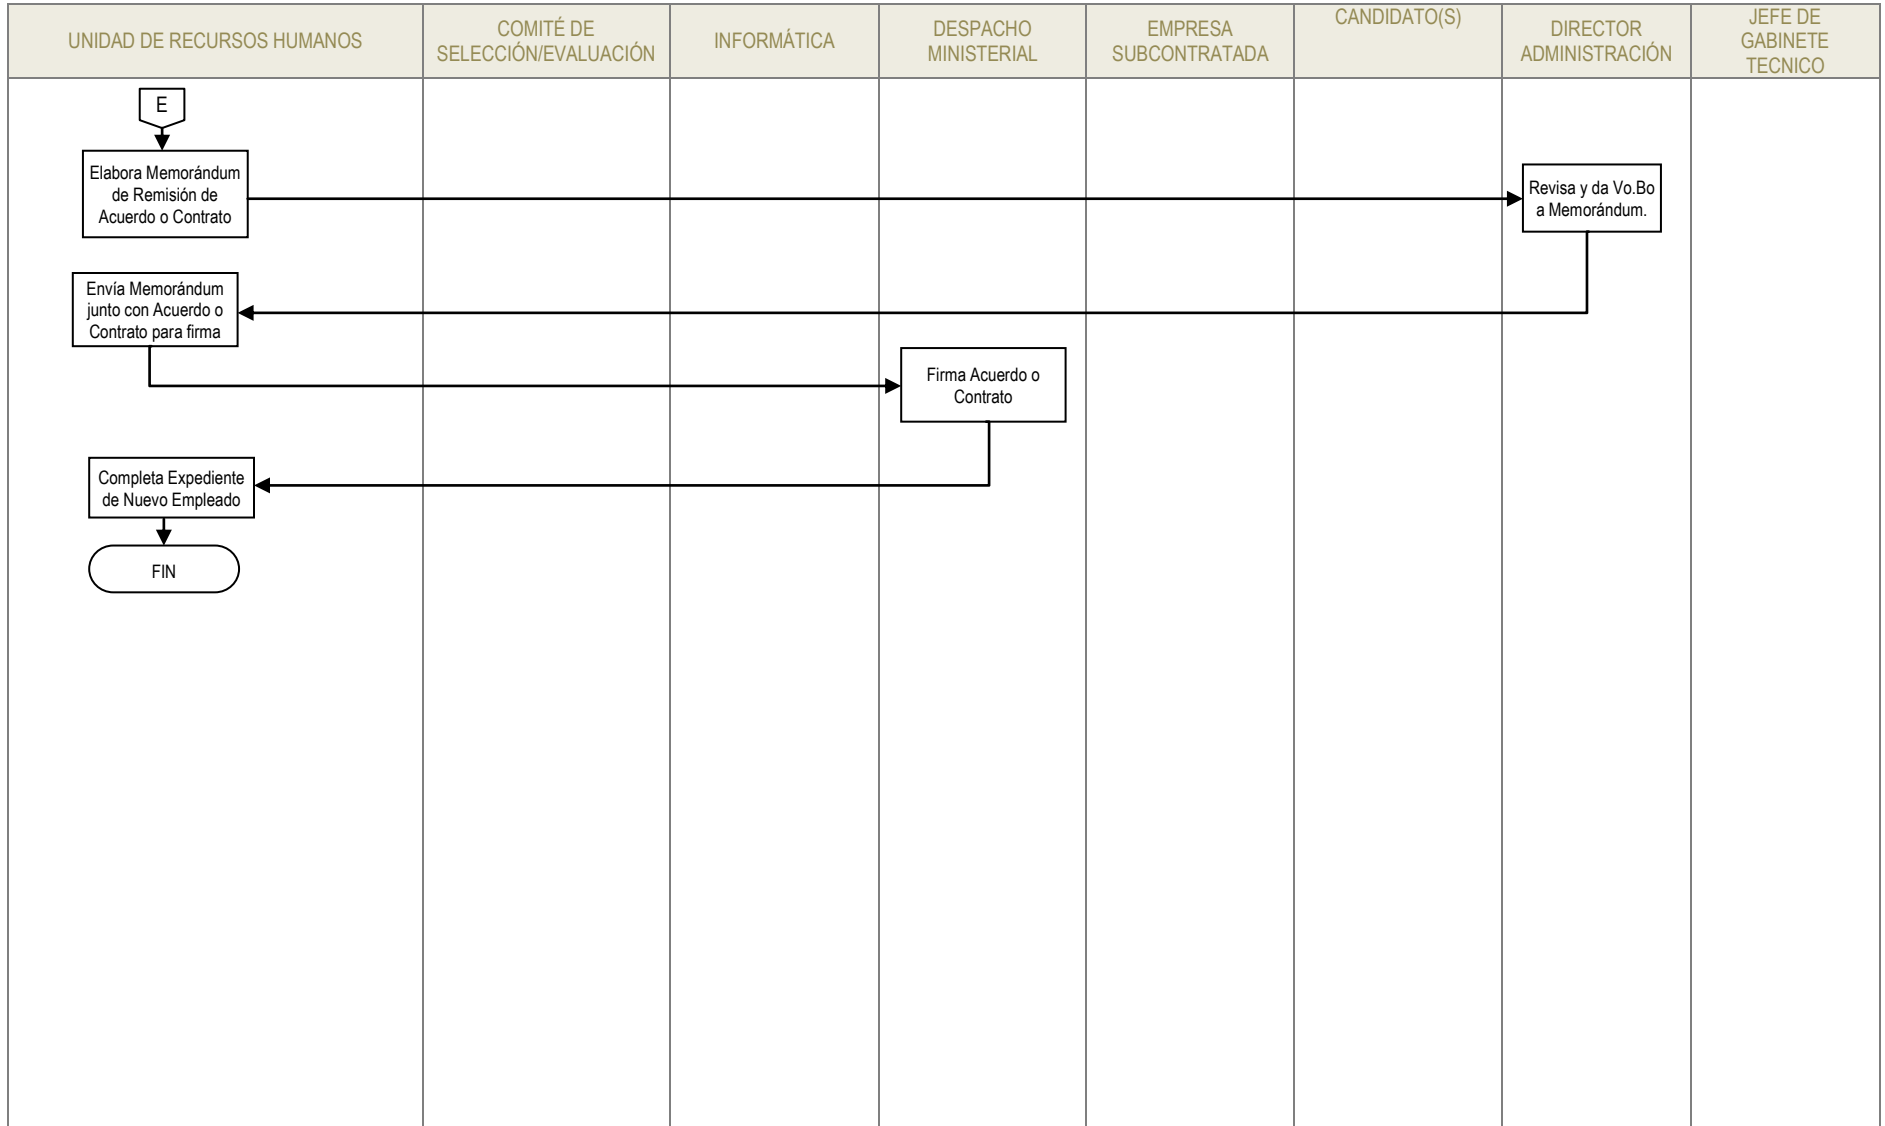 UNIDAD DE RECURSOS HUMANOS
COMITÉ DE
SELECCIÓN/EVALUACIÓN
INFORMÁTICA
DESPACHO
MINISTERIAL
EMPRESA
SUBCONTRATADA
CANDIDATO(S)
DIRECTOR
ADMINISTRACIÓN
JEFE DE
GABINETE
TECNICO
E
Elabora Memorándum
de Remisión de
Acuerdo o Contrato
Revisa y da Vo.Bo
a Memorándum.
Envía Memorándum
junto con Acuerdo o
Contrato para firma
Firma Acuerdo o
Contrato
Completa Expediente
de Nuevo Empleado
FIN